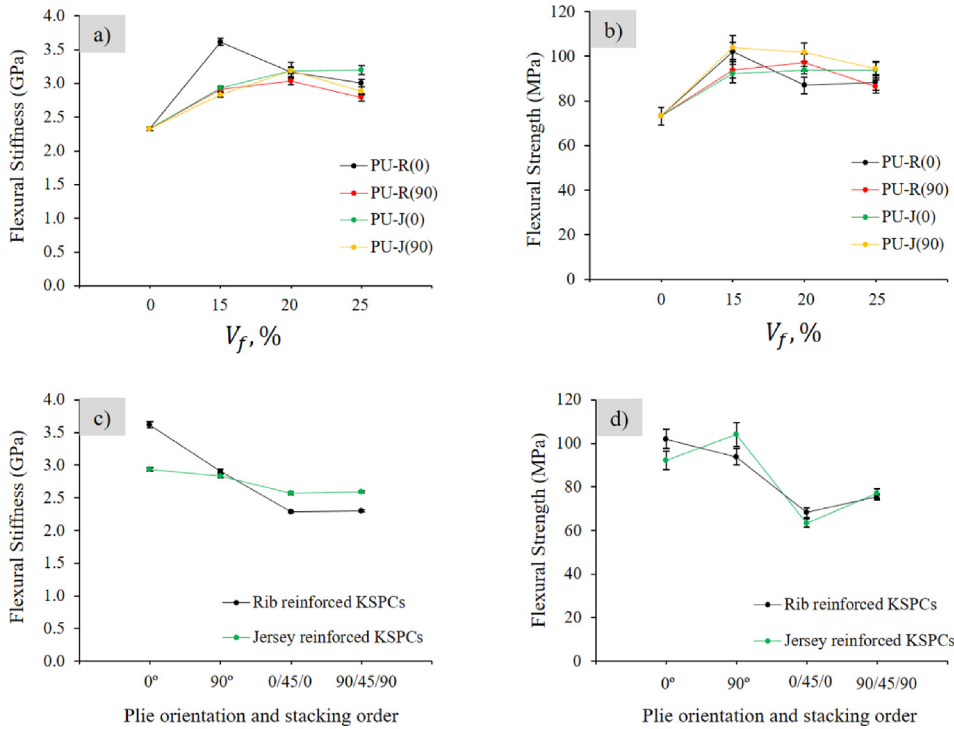 a)
Flexural Stiffness (GPa)
4.0
3.5
3.0
2.5
2.0
1.5
1.0
0.5
0.0
PU-R(0)
PU-R(90)
PU-J(0)
PU-J(90)
0 15 20 25
V_f, %
b)
Flexural Strength (MPa)
120
100
80
60
40
20
0
PU-R(0)
PU-R(90)
PU-J(0)
PU-J(90)
0 15 20 25
V_f, %
c)
Flexural Stiffness (GPa)
4.0
3.5
3.0
2.5
2.0
1.5
1.0
0.5
0.0
Rib reinforced KSPCs
Jersey reinforced KSPCs
0º 90º 0/45/0 90/45/90
Plie orientation and stacking order
d)
Flexural Strength (MPa)
120
100
80
60
40
20
0
Rib reinforced KSPCs
Jersey reinforced KSPCs
0º 90º 0/45/0 90/45/90
Plie orientation and stacking order